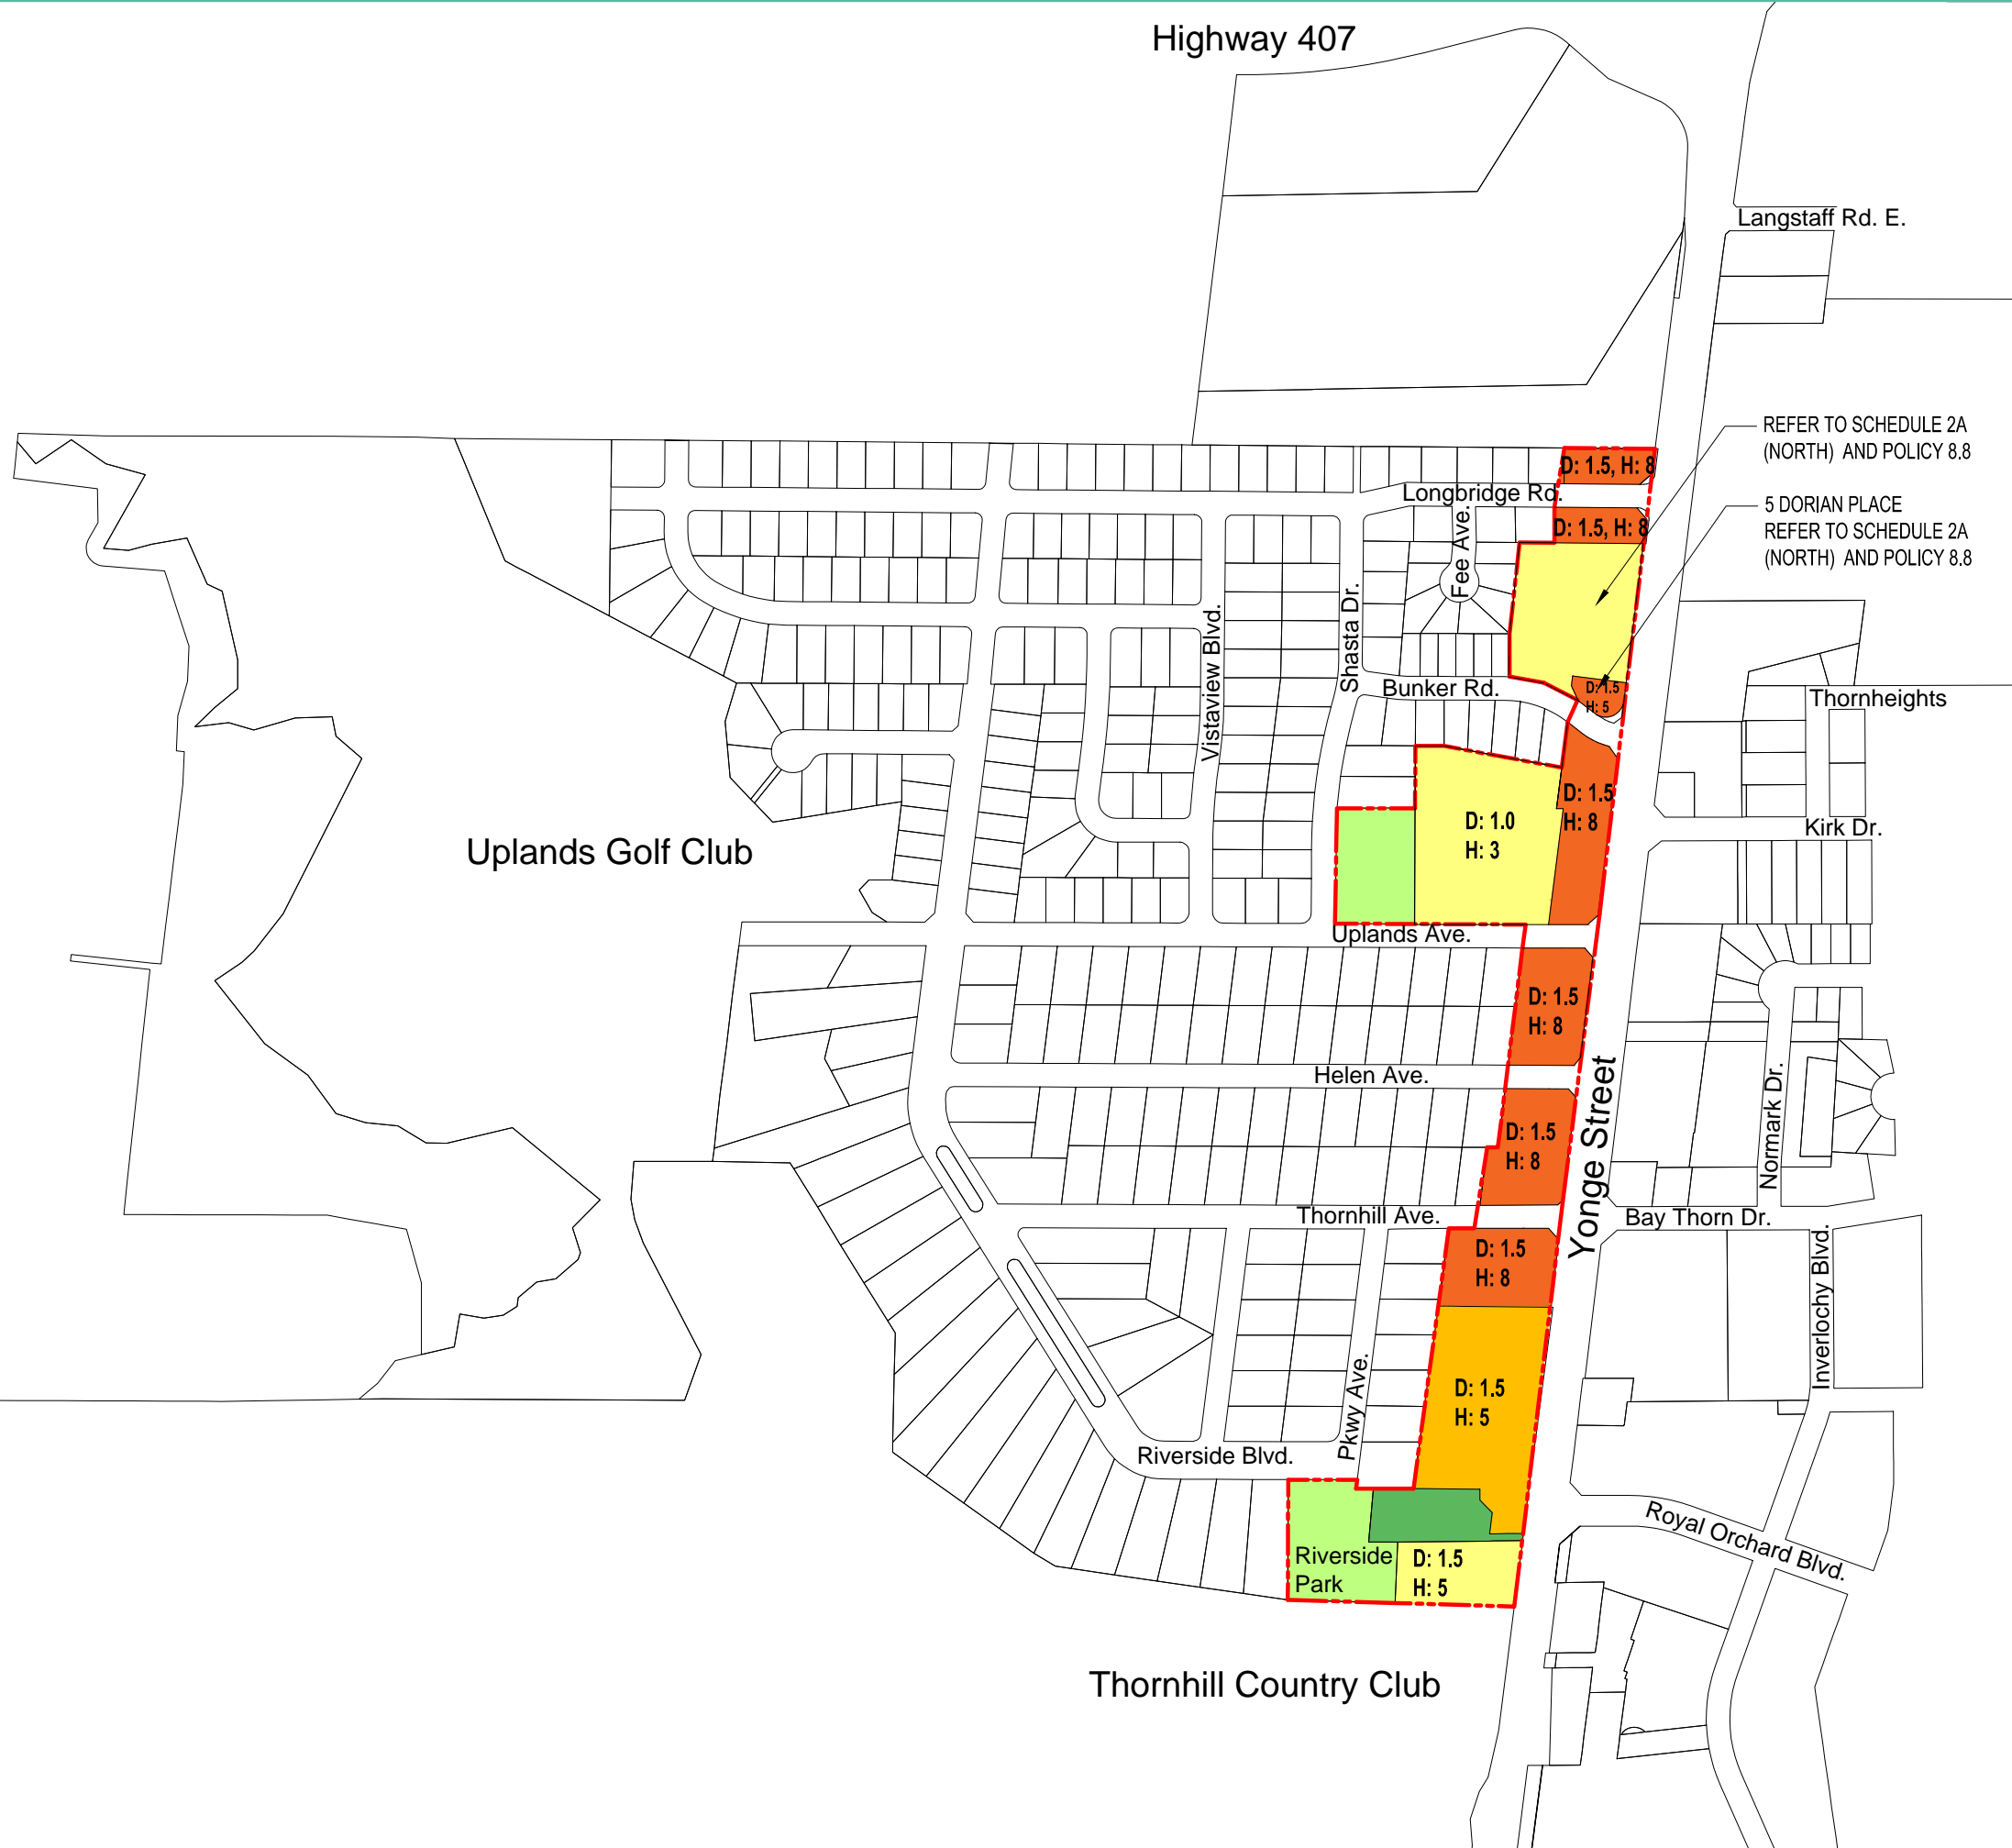 Highway 407
Langstaff Rd. E.
REFER TO SCHEDULE 2A
(NORTH) AND POLICY 8.8
D: 1.5, H: 8
Longbridge Rd.
5 DORIAN PLACE
REFER TO SCHEDULE 2A
(NORTH) AND POLICY 8.8
D: 1.5, H: 8
Fee Ave.
Vistaview Blvd.
Shasta Dr.
Bunker Rd.
D: 1.5
H: 5
Thornheights
D: 1.5
H: 8
D: 1.0
H: 3
Kirk Dr.
Uplands Golf Club
Uplands Ave.
D: 1.5
H: 8
Helen Ave.
Yonge Street
Normark Dr.
D: 1.5
H: 8
Thornhill Ave.
Bay Thorn Dr.
D: 1.5
H: 8
Inverlochy Blvd.
D: 1.5
H: 5
Pkwy Ave.
Riverside Blvd.
Royal Orchard Blvd.
Riverside
Park
D: 1.5
H: 5
Thornhill Country Club